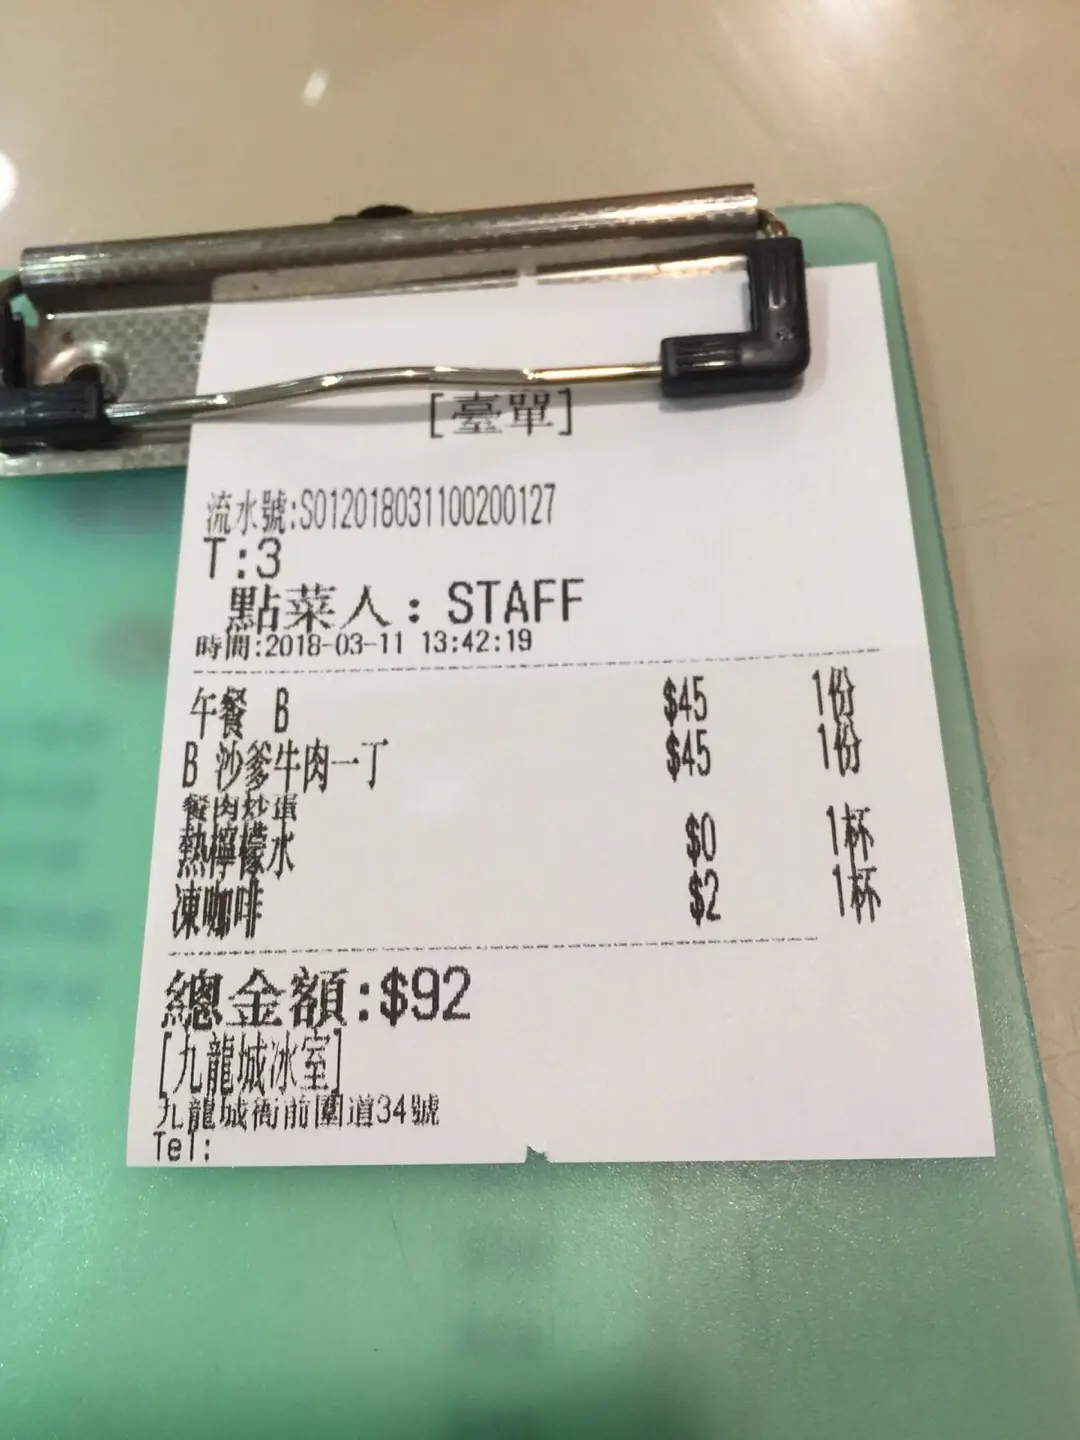 [臺單]
流水號:S012018031100200127
T:3
點菜人: STAFF
時間:2018-03-11 13:42:19
午餐 B $45 1份
B 沙爹牛肉一丁 $45 1份
餐肉炒蛋
熱檸檬水 $0 1杯
凍咖啡 $2 1杯
總金額:$92
[九龍城冰室]
九龍城衙前圍道34號
Tel: